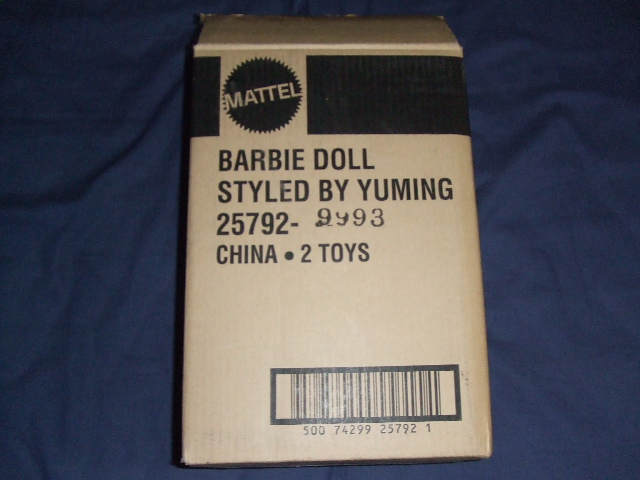 MATTEL
BARBIE DOLL
STYLED BY YUMING
25792- 9993
CHINA • 2 TOYS
500 74299 25792 1